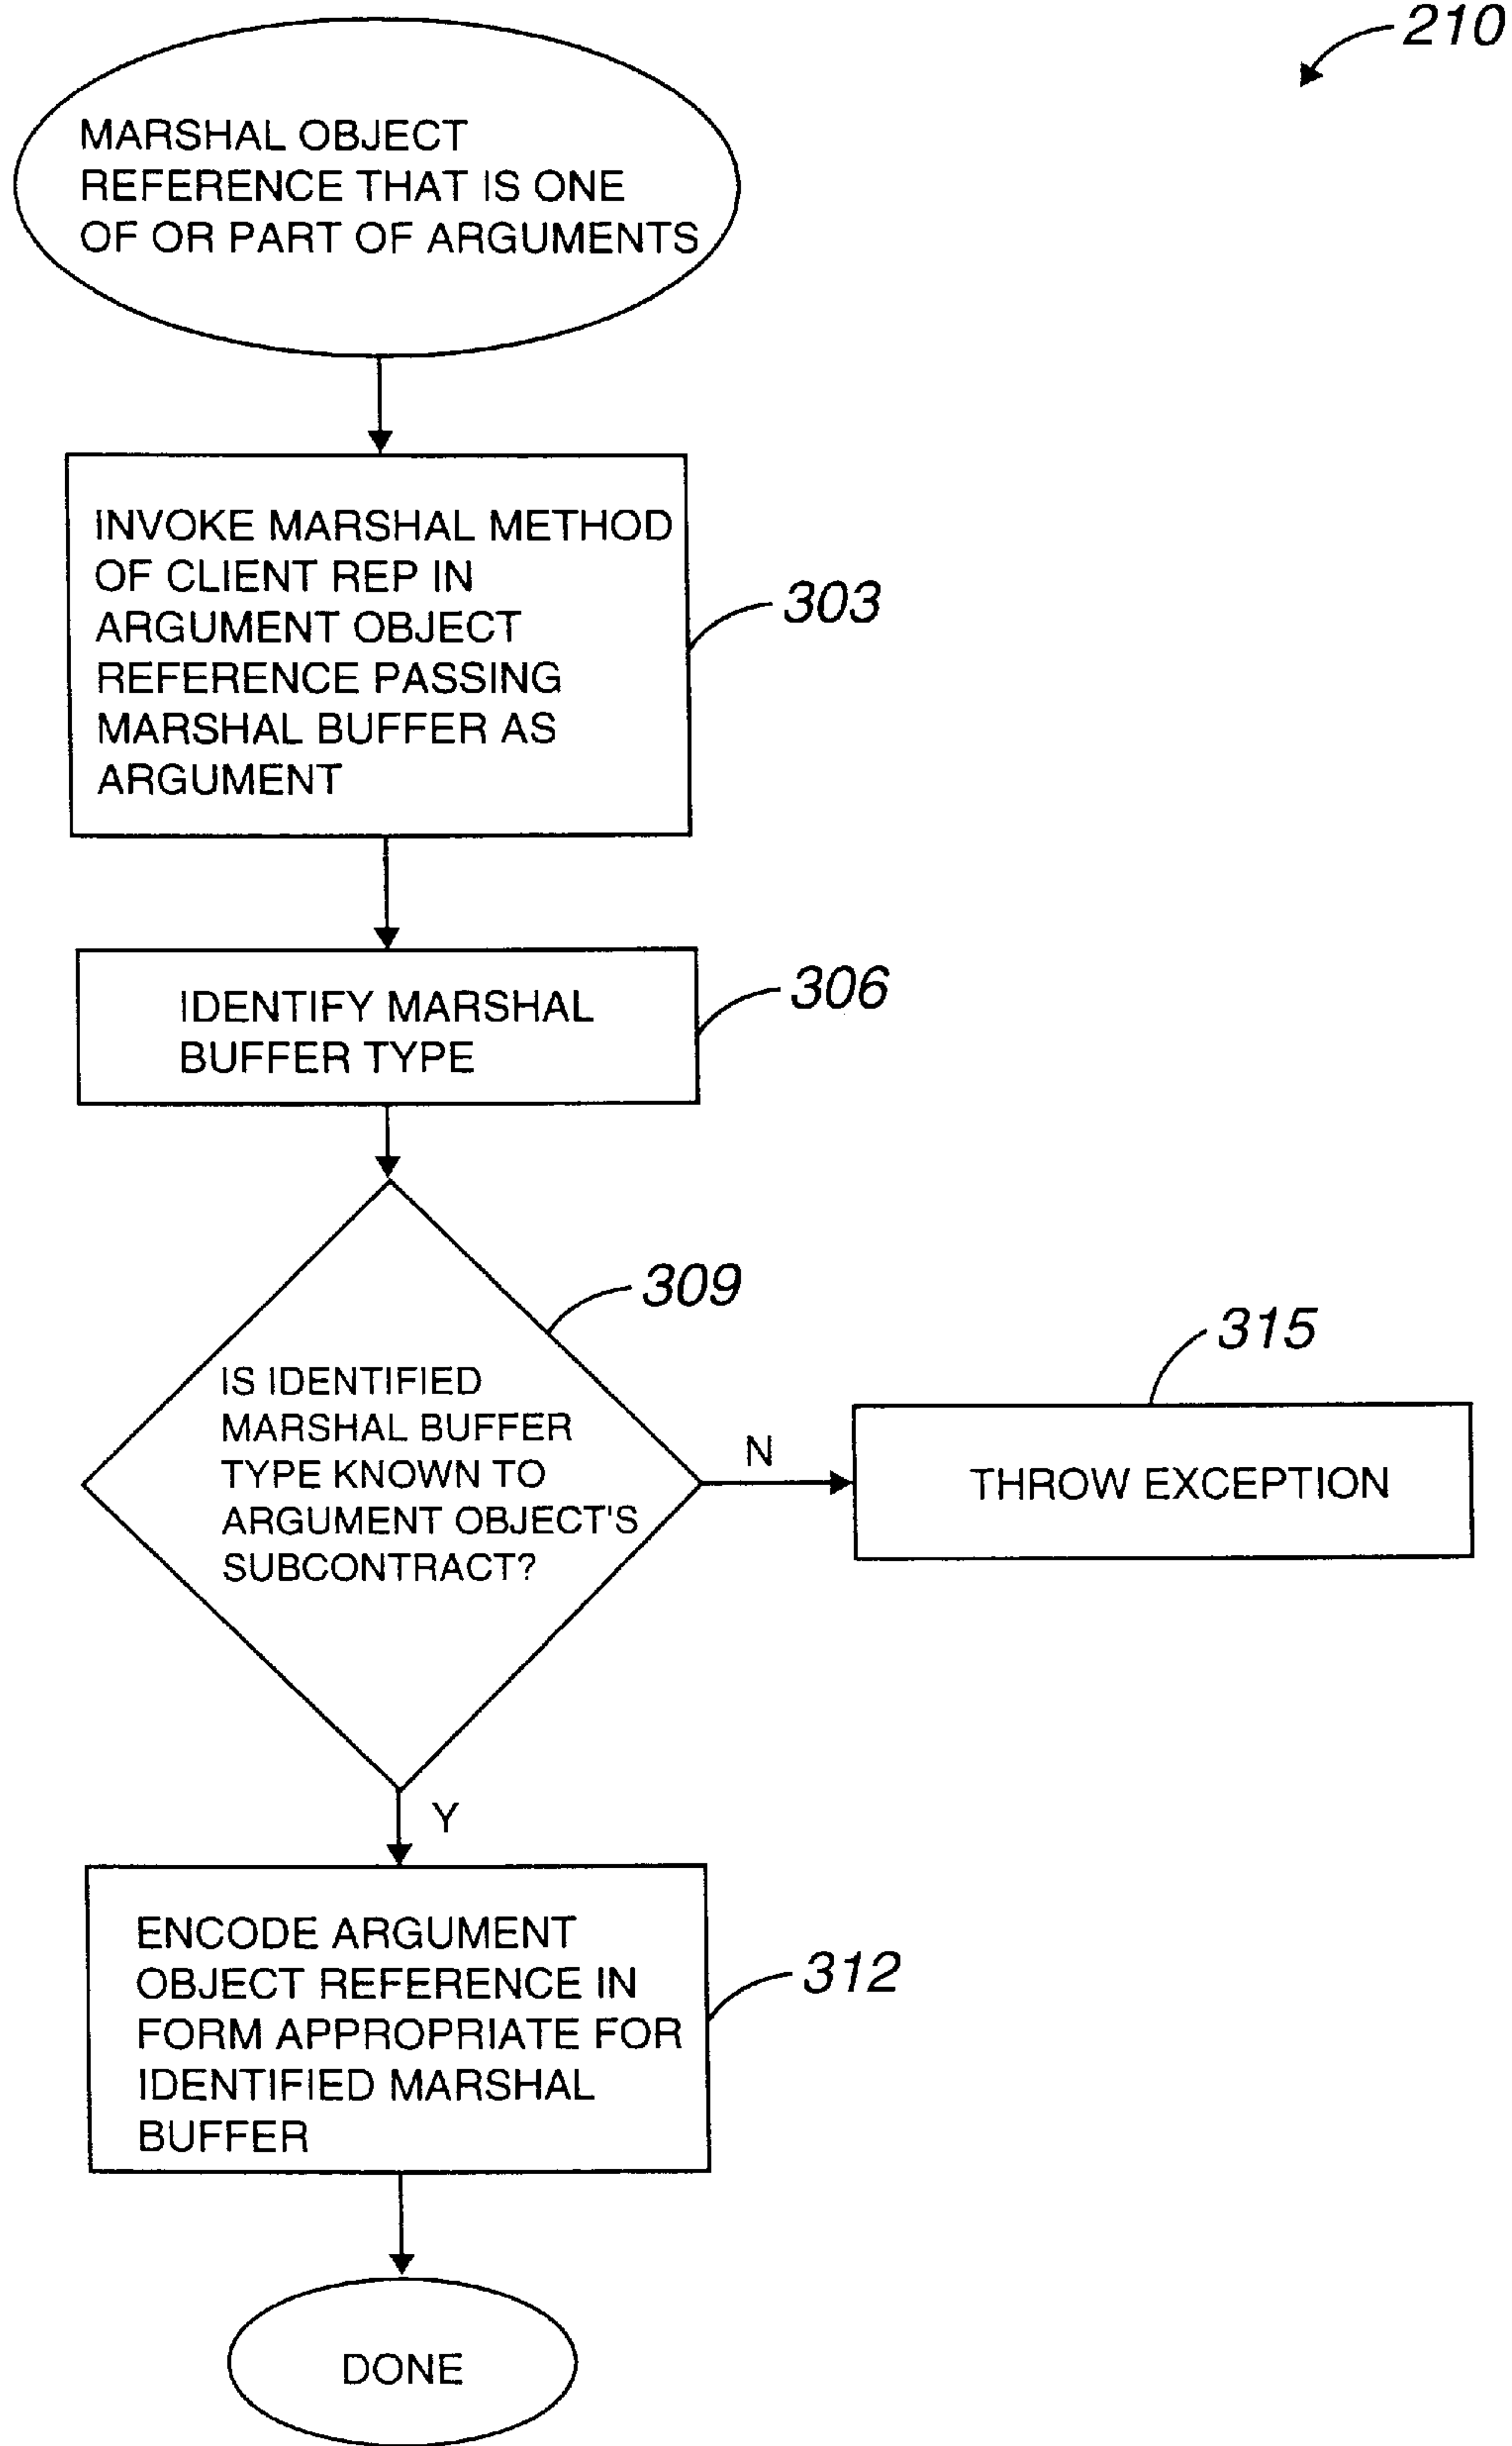 210
MARSHAL OBJECT
REFERENCE THAT IS ONE
OF OR PART OF ARGUMENTS
INVOKE MARSHAL METHOD
OF CLIENT REP IN
ARGUMENT OBJECT
REFERENCE PASSING
MARSHAL BUFFER AS
ARGUMENT
303
IDENTIFY MARSHAL
BUFFER TYPE
306
IS IDENTIFIED
MARSHAL BUFFER
TYPE KNOWN TO
ARGUMENT OBJECT'S
SUBCONTRACT?
309
N
315
THROW EXCEPTION
Y
ENCODE ARGUMENT
OBJECT REFERENCE IN
FORM APPROPRIATE FOR
IDENTIFIED MARSHAL
BUFFER
312
DONE